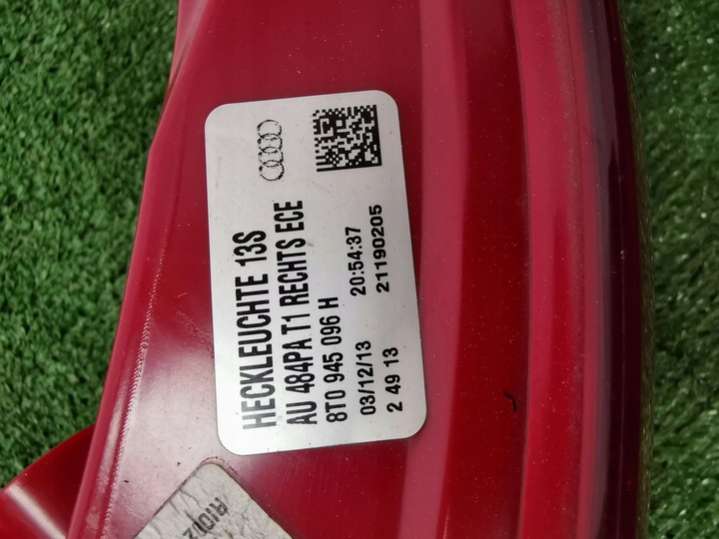 HECKLEUCHTE 13S
AU 484PA T1 RECHTS ECE
8T0 945 096 H
03/12/13 20:54:37
2 49 13 21190205